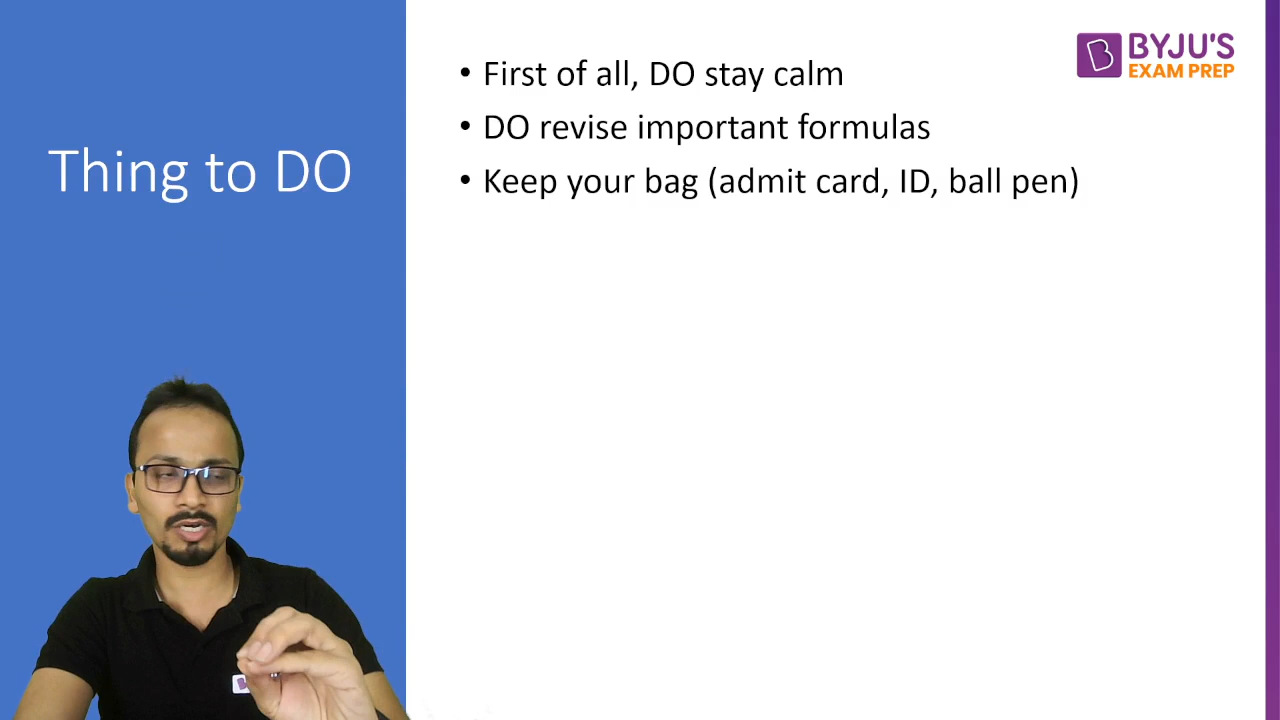 Thing to DO
• First of all, DO stay calm
• DO revise important formulas
• Keep your bag (admit card, ID, ball pen)
BYJU'S
EXAM PREP